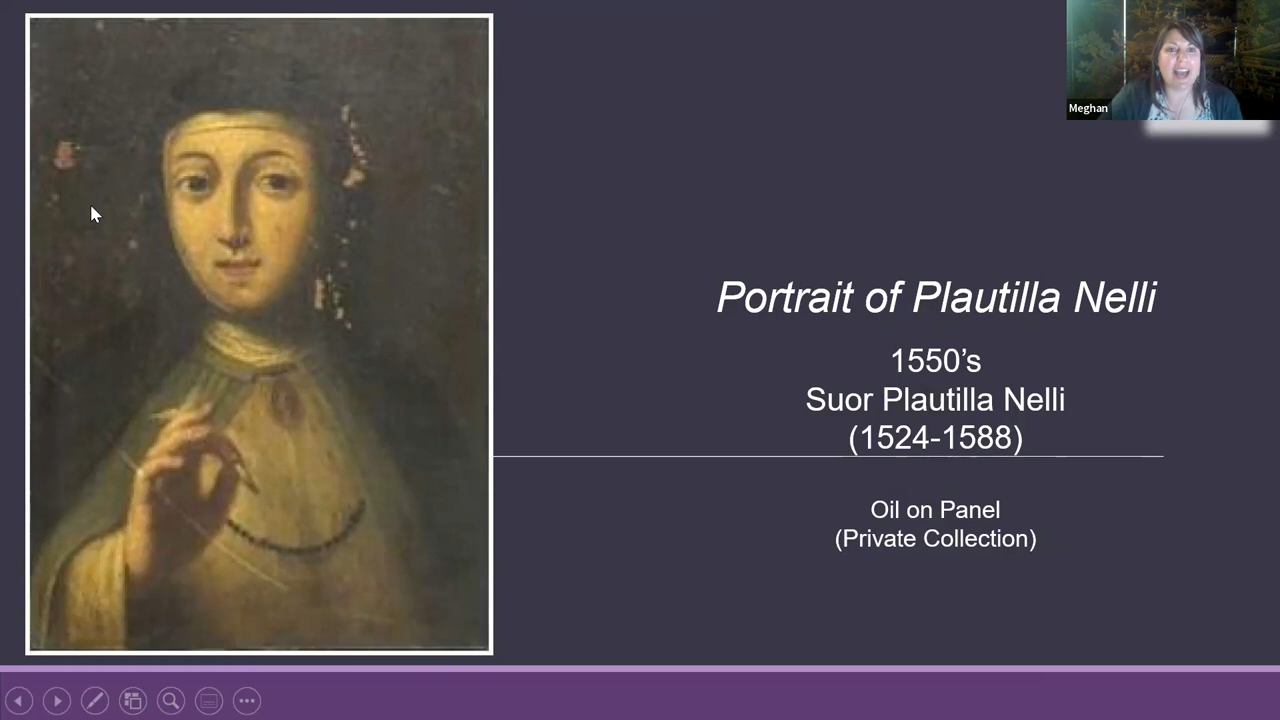 Meghan
Portrait of Plautilla Nelli
1550's
Suor Plautilla Nelli
(1524-1588)
Oil on Panel
(Private Collection)